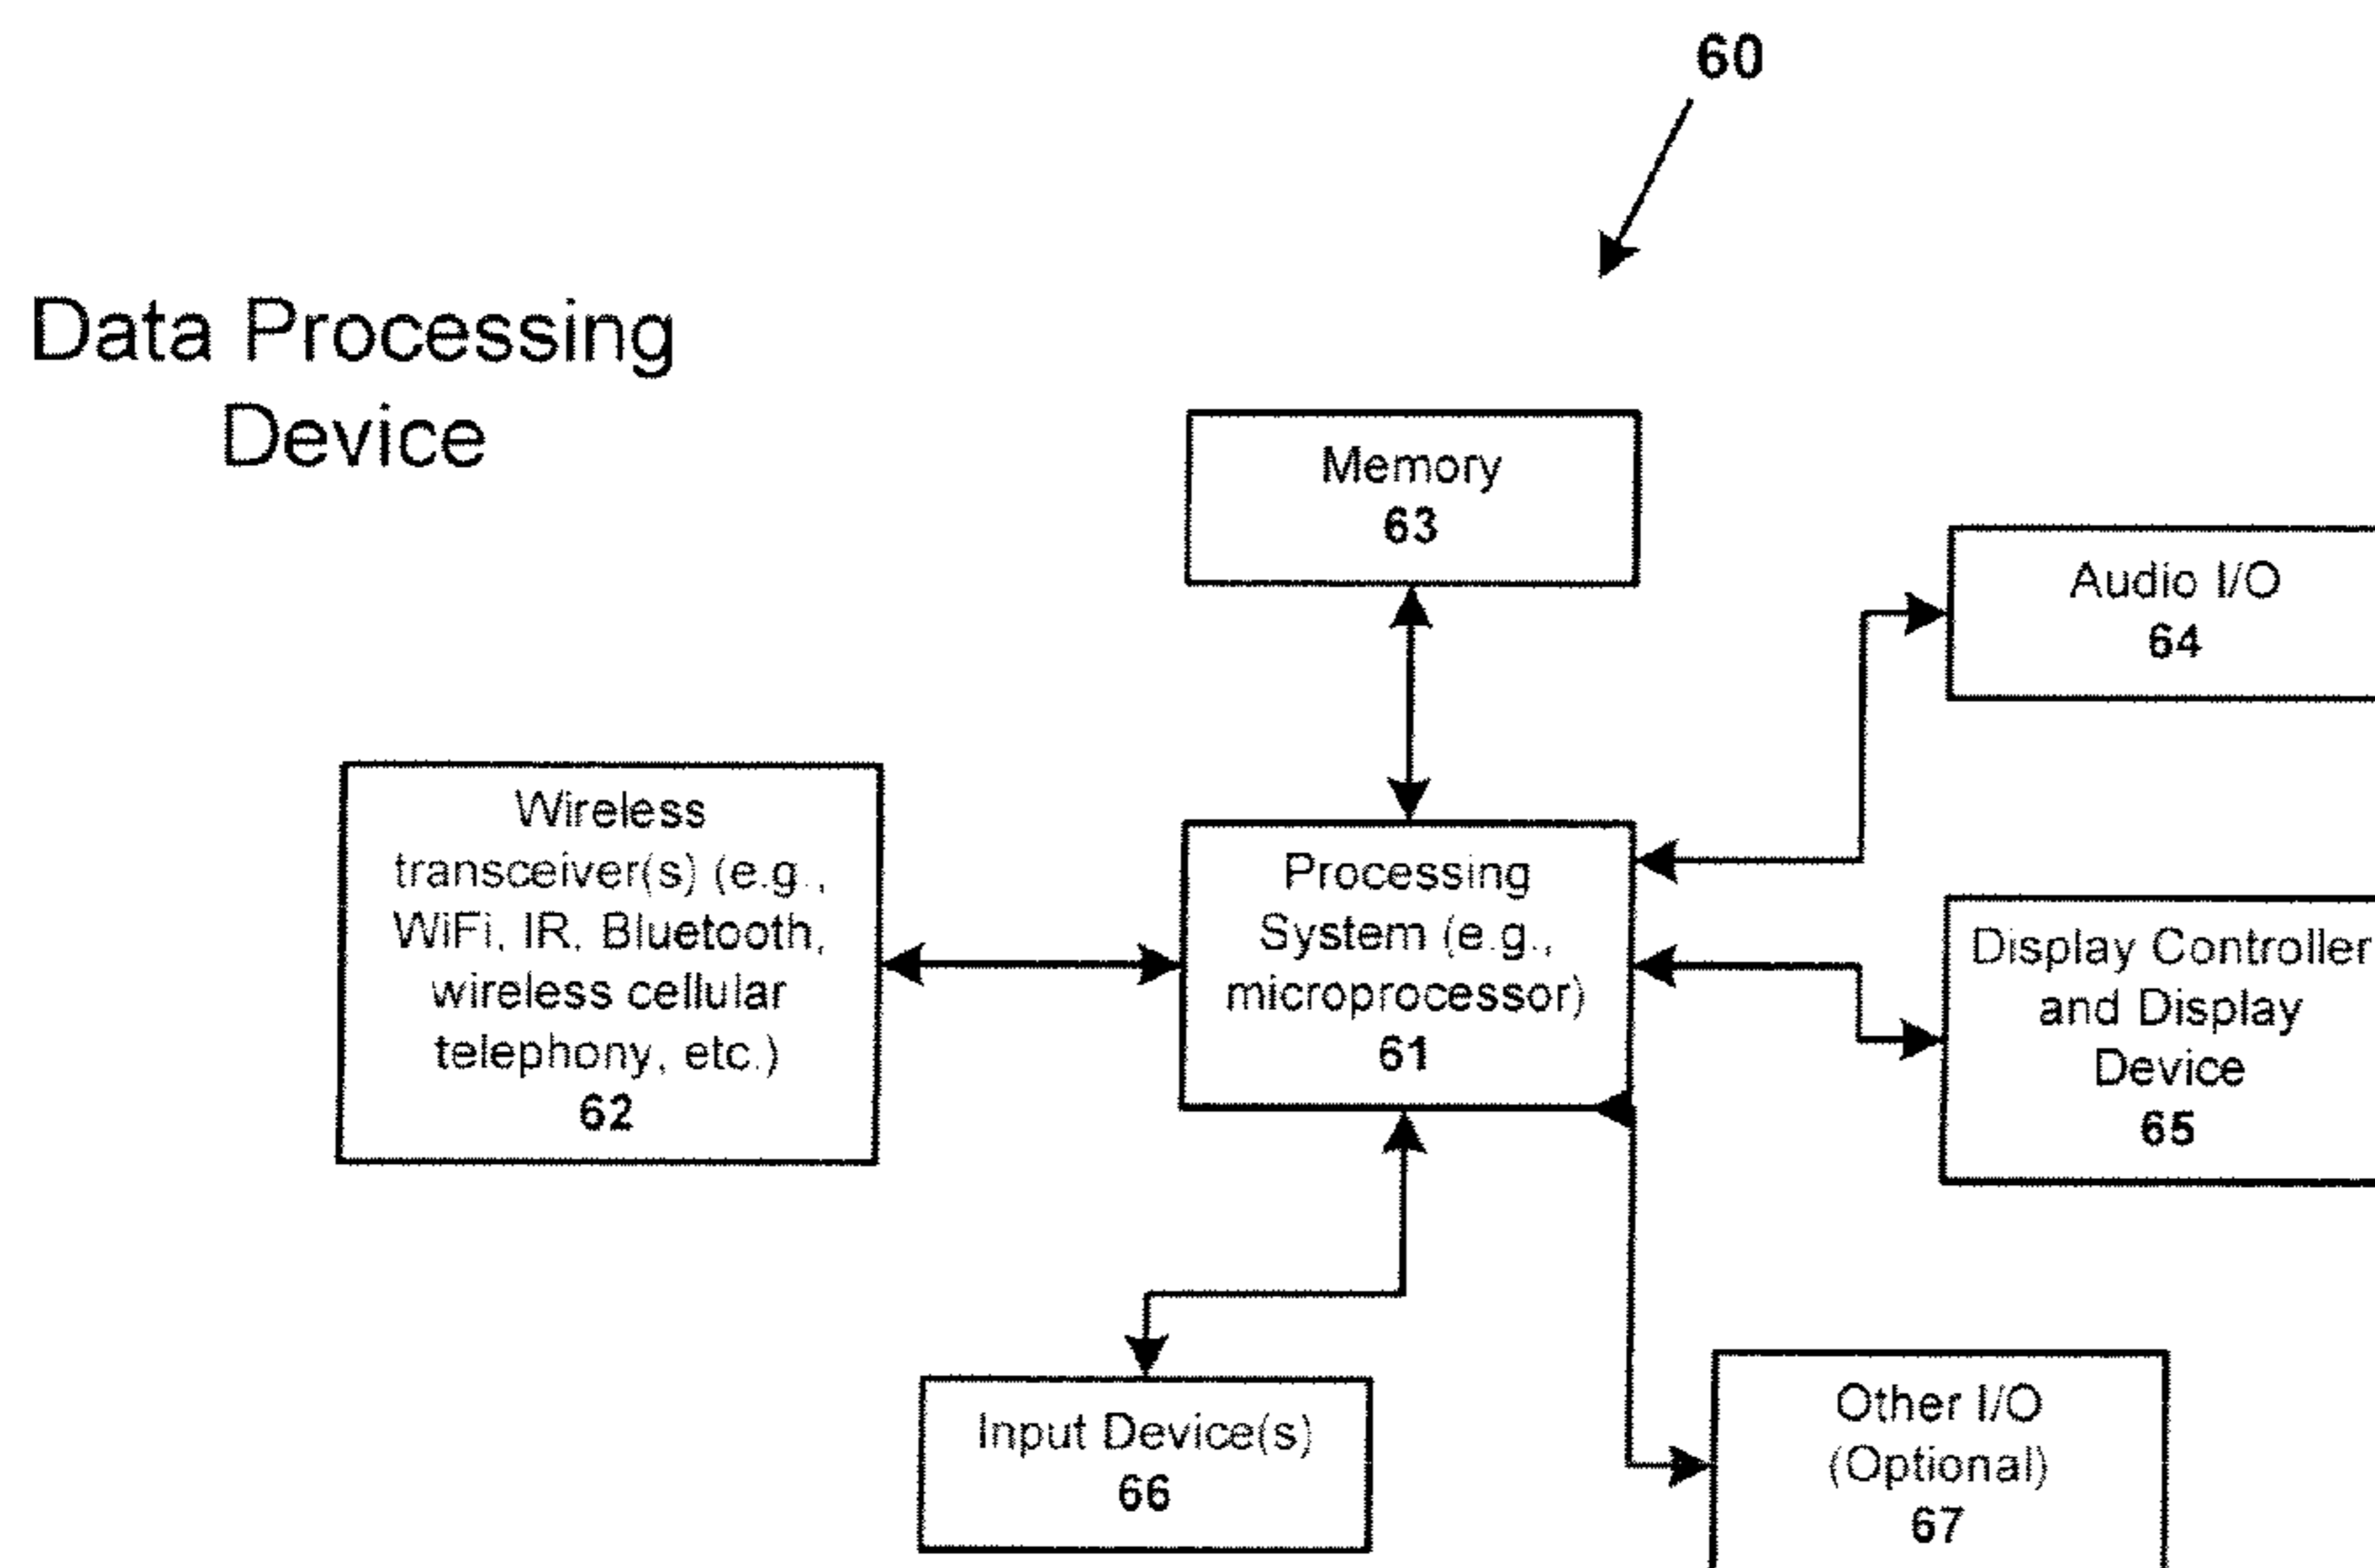 60
Data Processing
Device
Memory
63
Audio I/O
64
Wireless
transceiver(s) (e.g.,
WiFi, IR, Bluetooth,
wireless cellular
telephony, etc.)
62
Processing
System (e.g.,
microprocessor)
61
Display Controller
and Display
Device
65
Input Device(s)
66
Other I/O
(Optional)
67